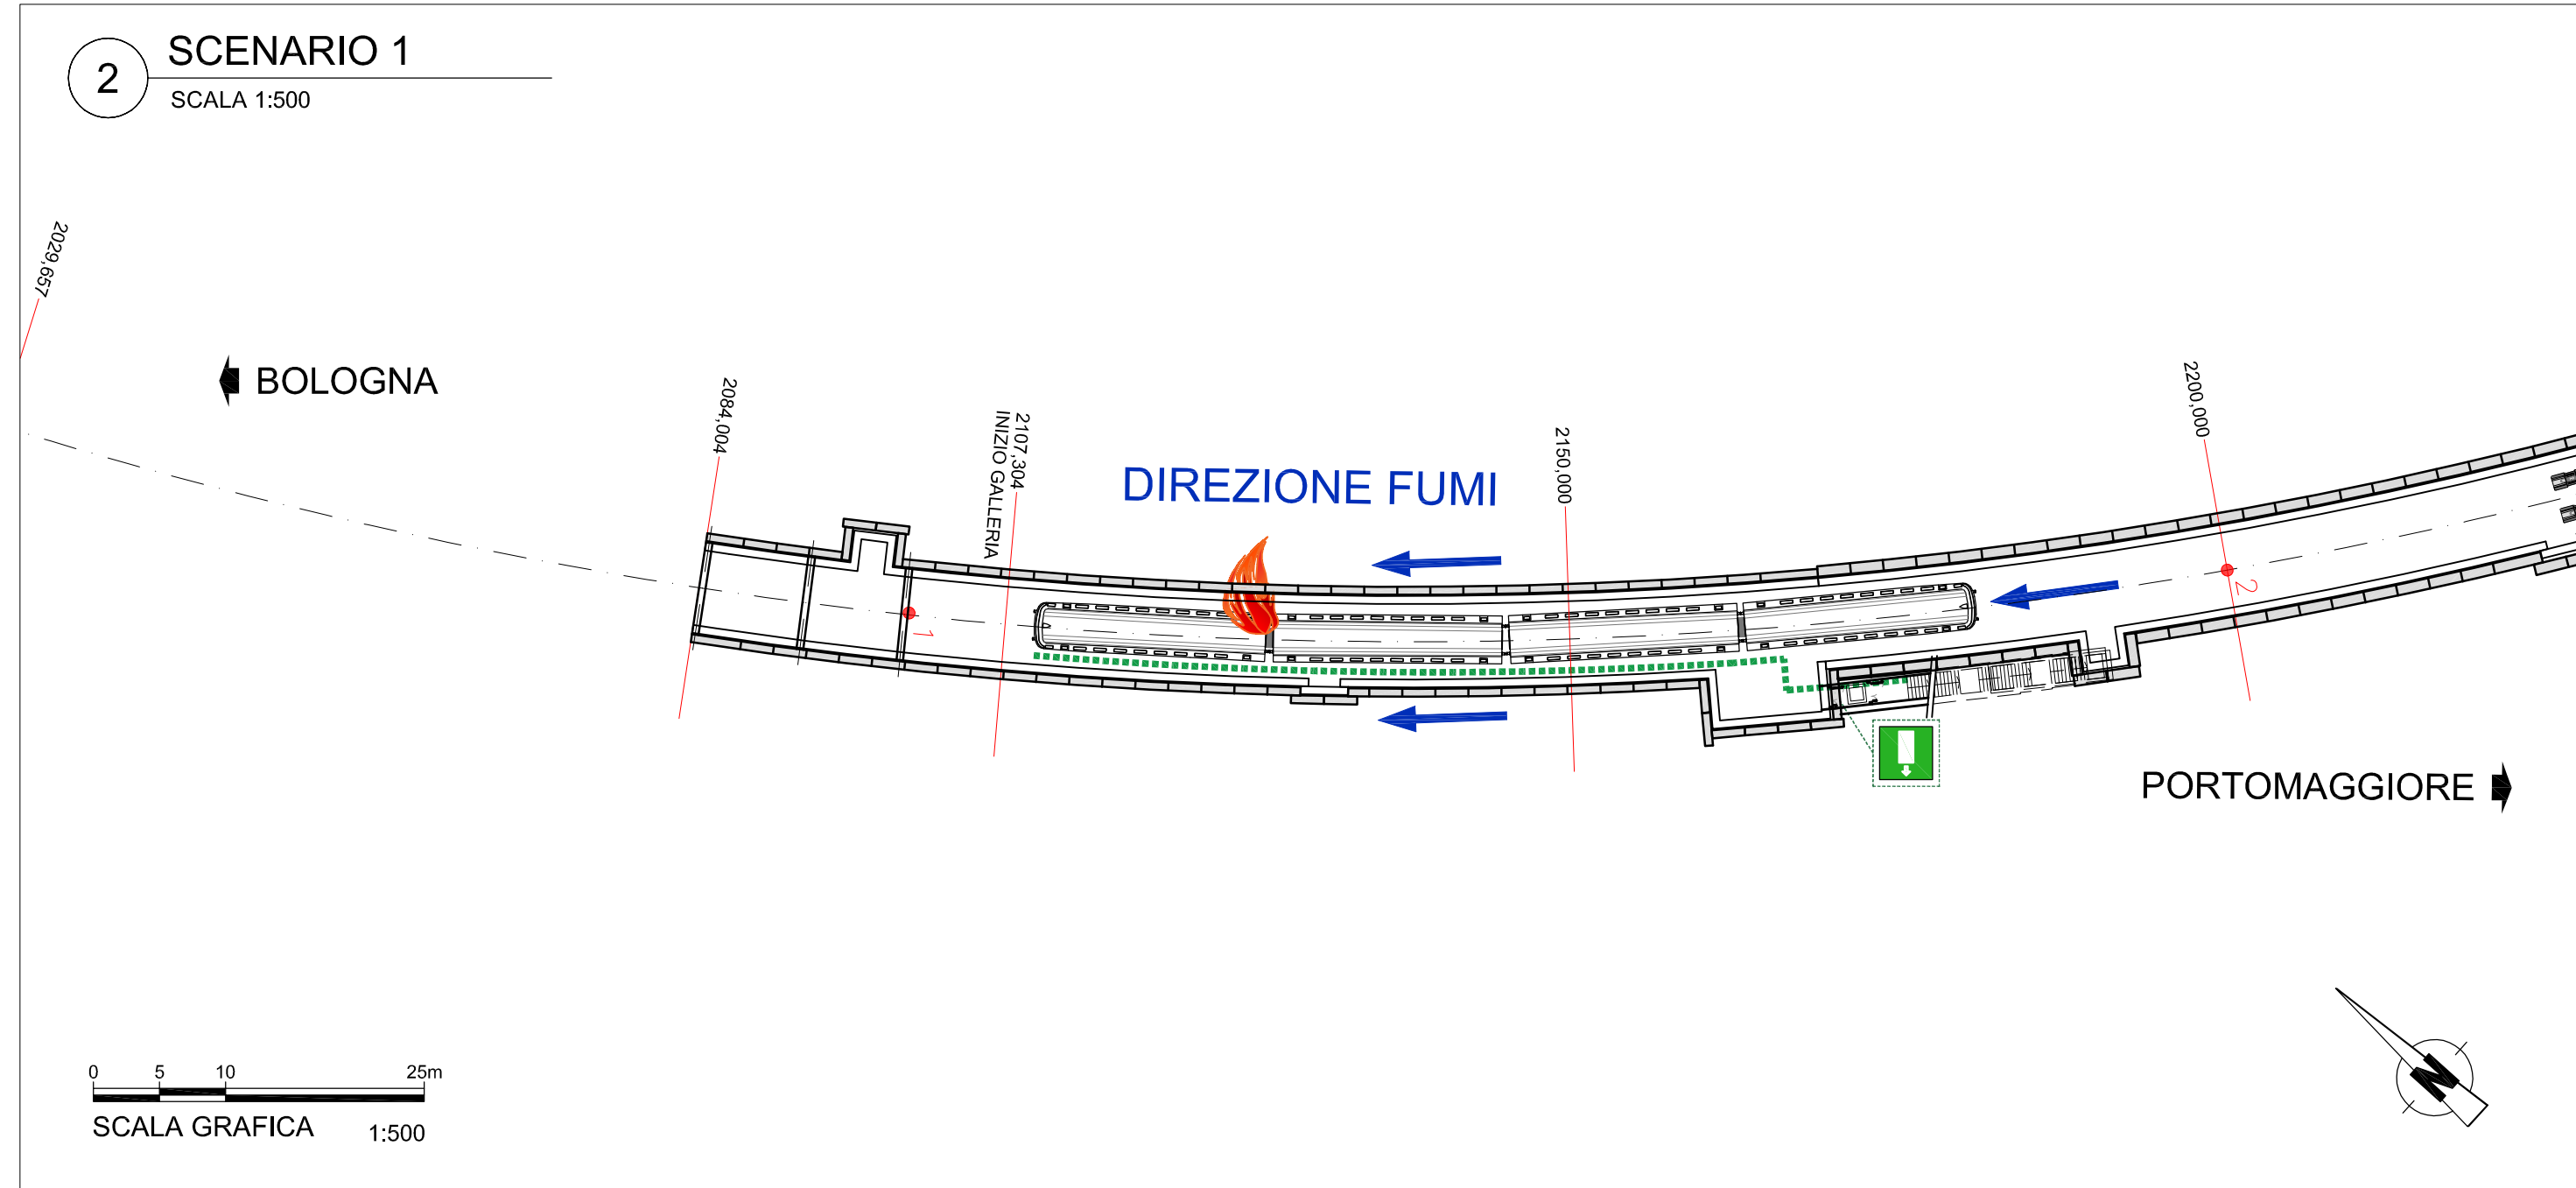 2
SCENARIO 1
SCALA 1:500
2029,657
BOLOGNA
2084,004
2107,304
INIZIO GALLERIA
DIREZIONE FUMI
2150,000
2200,000
1
2
PORTOMAGGIORE
0 5 10 25m
SCALA GRAFICA 1:500
N